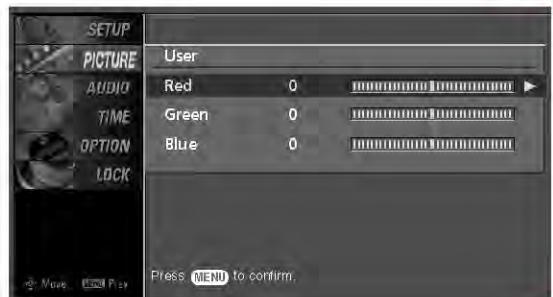 SETUP
PICTURE
AUDIO
TIME
OPTION
LOCK
User
Red 0
Green 0
Blue 0
Press MENU to confirm.
Move MENU Prev